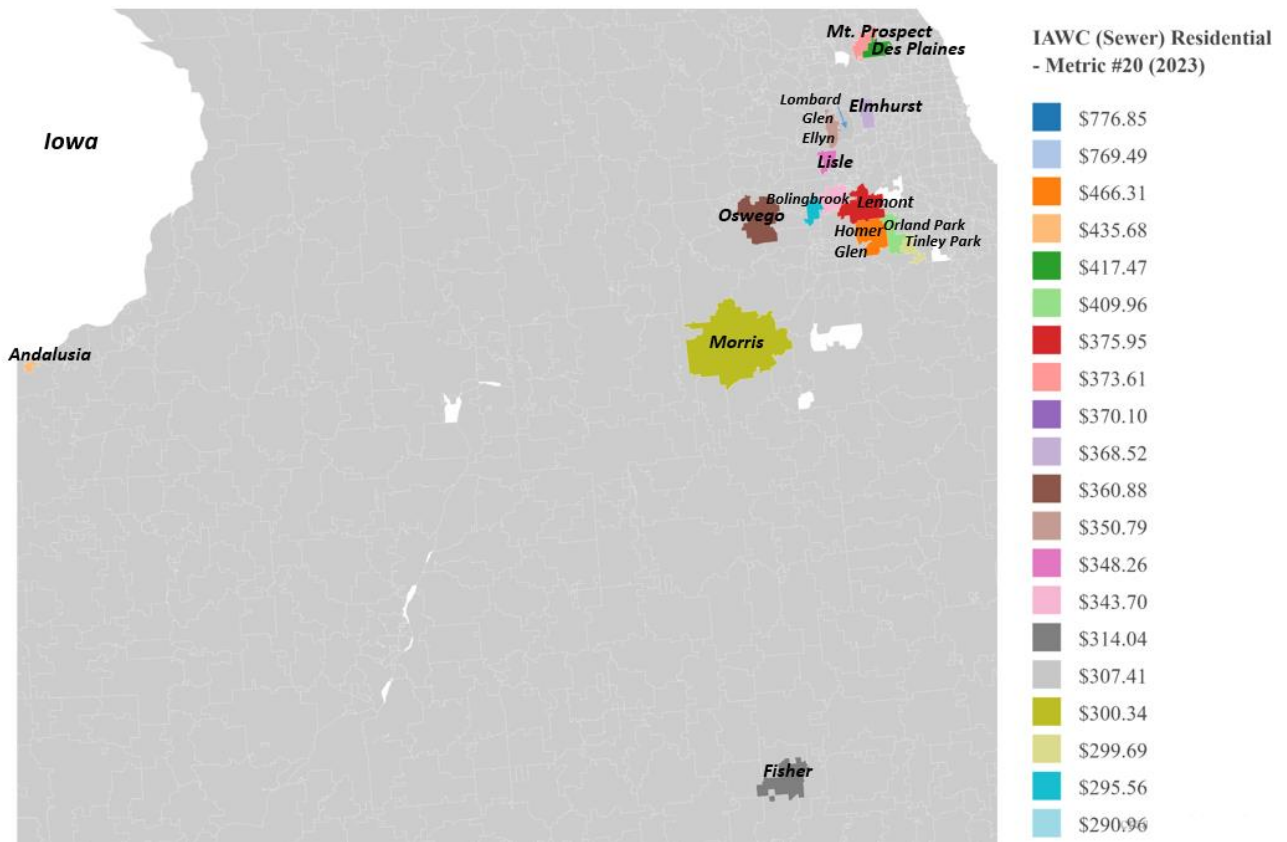 Mt. Prospect
Des Plaines
Lombard
Glen
Ellyn
Elmhurst
Iowa
Lisle
Bolingbrook
Lemont
Oswego
Orland Park
Homer
Glen
Tinley Park
Morris
Andalusia
Fisher
IAWC (Sewer) Residential
- Metric #20 (2023)
$776.85
$769.49
$466.31
$435.68
$417.47
$409.96
$375.95
$373.61
$370.10
$368.52
$360.88
$350.79
$348.26
$343.70
$314.04
$307.41
$300.34
$299.69
$295.56
$290.96